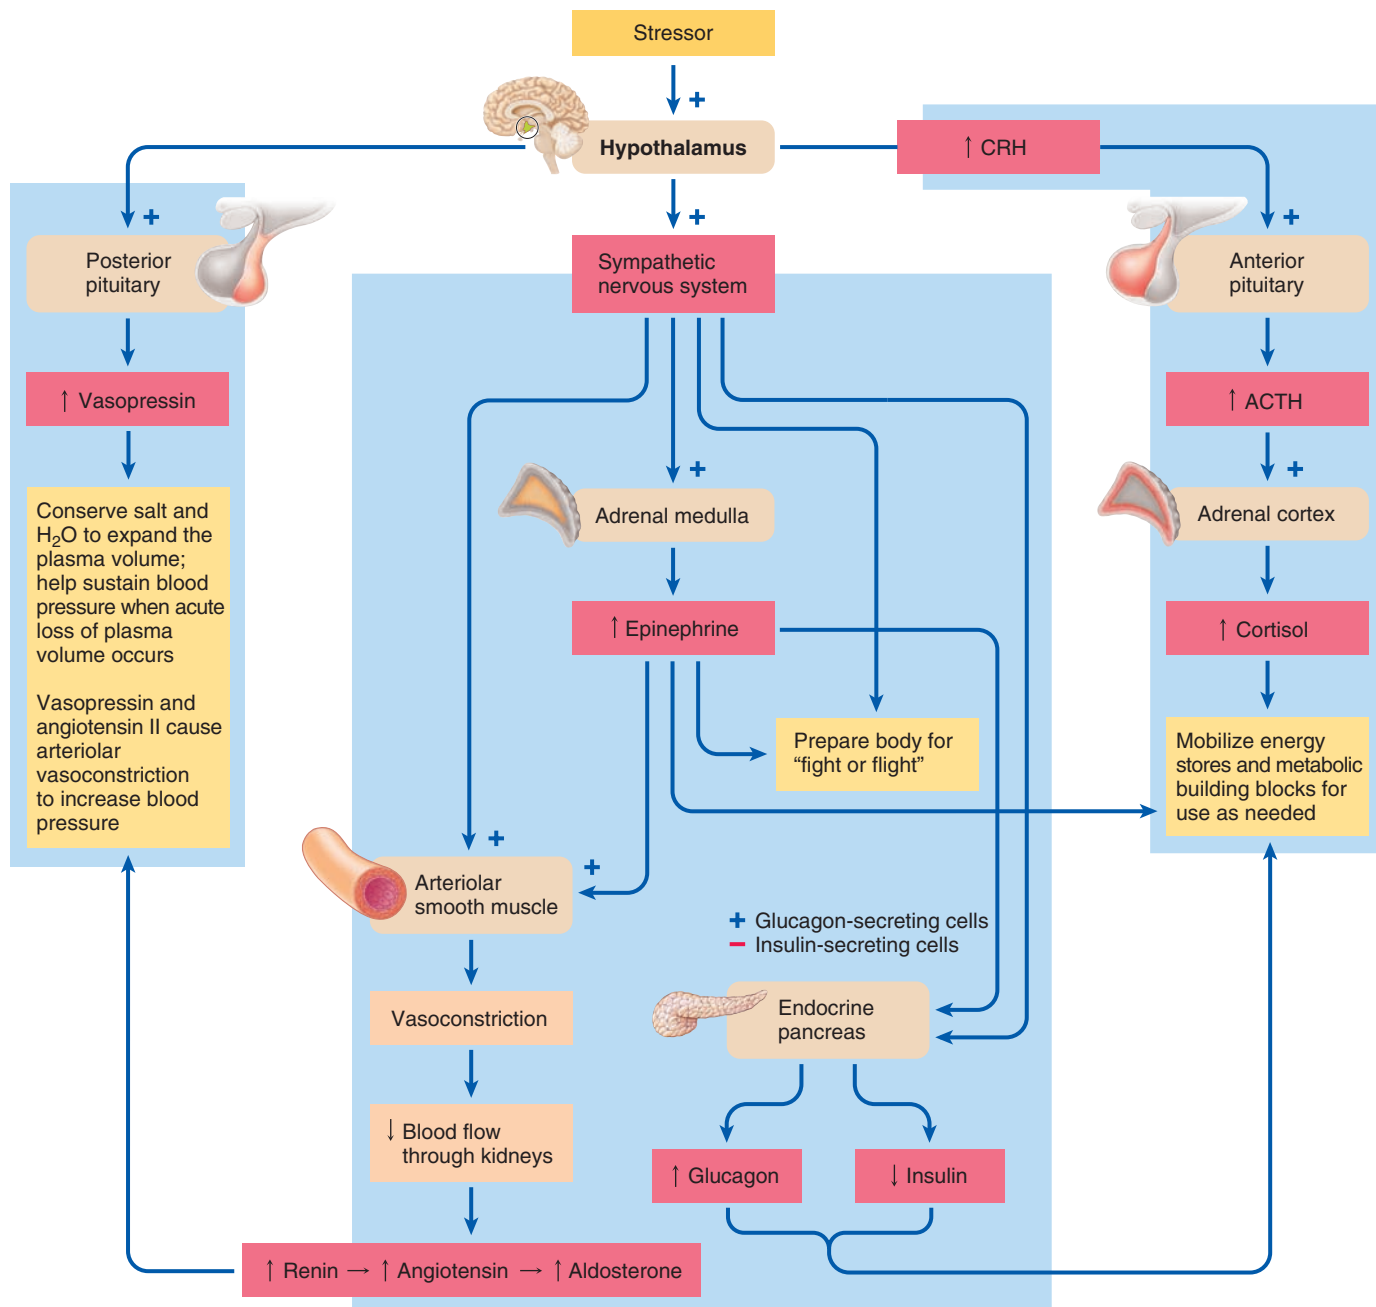 Stressor
+
Hypothalamus
↑ CRH
+
+
+
Posterior
pituitary
Sympathetic
nervous system
Anterior
pituitary
↑ Vasopressin
↑ ACTH
+
+
Conserve salt and
H₂O to expand the
plasma volume;
help sustain blood
pressure when acute
loss of plasma
volume occurs
Vasopressin and
angiotensin II cause
arteriolar
vasoconstriction
to increase blood
pressure
Adrenal medulla
Adrenal cortex
↑ Epinephrine
↑ Cortisol
Prepare body for
“fight or flight”
Mobilize energy
stores and metabolic
building blocks for
use as needed
+
+
Arteriolar
smooth muscle
+ Glucagon-secreting cells
− Insulin-secreting cells
Vasoconstriction
Endocrine
pancreas
↓ Blood flow
through kidneys
↑ Glucagon
↓ Insulin
↑ Renin → ↑ Angiotensin → ↑ Aldosterone